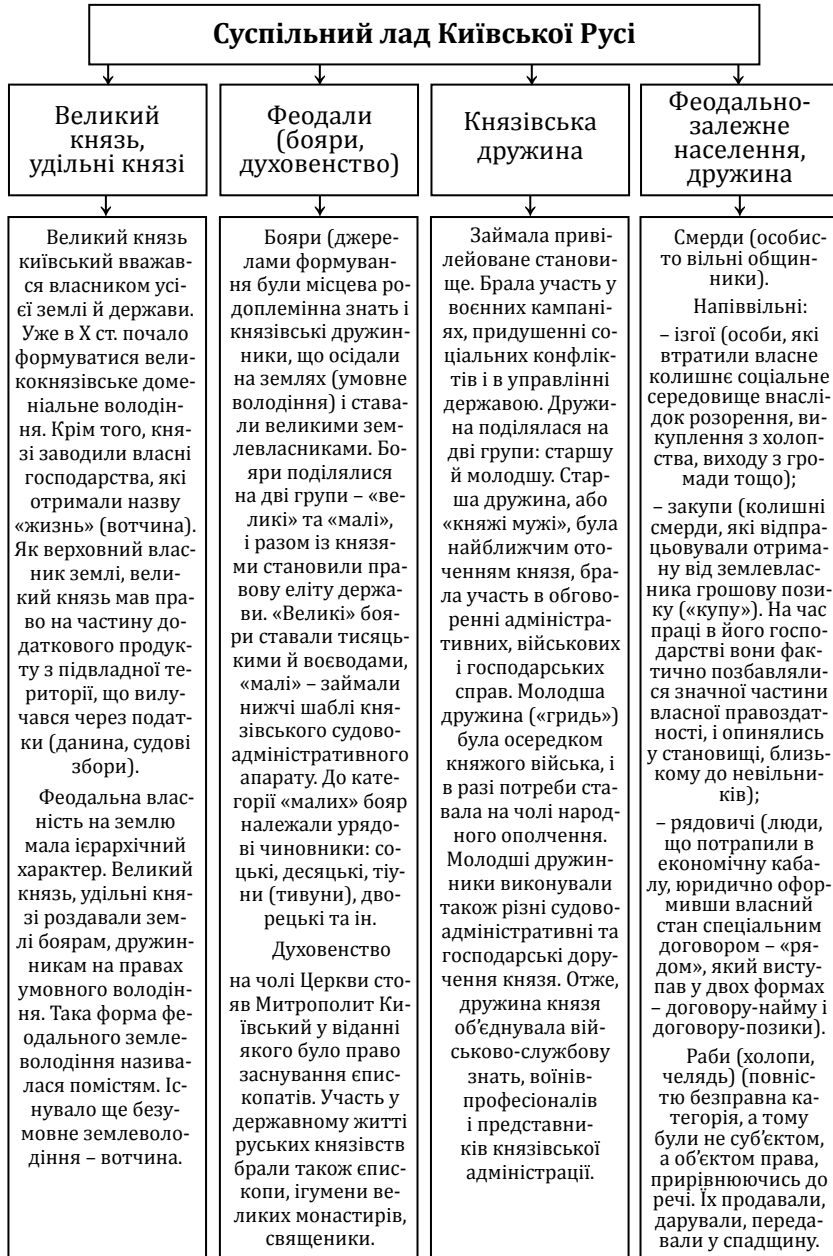 Суспільний лад Київської Русі
Великий
князь,
удільні князі
Феодали
(бояри,
духовенство)
Князівська
дружина
Феодально-
залежне
населення,
дружина
Великий князь
київський вважав-
ся власником усі-
єї землі й держави.
Уже в X ст. почало
формуватися вели-
кокнязівське доме-
ніальне володін-
ня. Крім того, кня-
зі заводили власні
господарства, які
отримали назву
«жизнь» (вотчина).
Як верховний влас-
ник землі, вели-
кий князь мав пра-
во на частину до-
даткового продук-
ту з підвладної те-
риторії, що вилу-
чався через подат-
ки (данина, судові
збори).
Феодальна влас-
ність на землю
мала ієрархічний
характер. Великий
князь, удільні кня-
зі роздавали зем-
лі боярам, дружин-
никам на правах
умовного володін-
ня. Така форма фе-
одального земле-
володіння назива-
лася помістям. Іс-
нувало ще безу-
мовне землеволо-
діння – вотчина.
Бояри (джере-
лами формуван-
ня були місцева ро-
доплемінна знать і
князівські дружин-
ники, що осідали
на землях (умовне
володіння) і става-
ли великими зем-
левласниками. Бо-
яри поділялися
на дві групи – «ве-
ликі» та «малі»,
і разом із князя-
ми становили пра-
вову еліту держа-
ви. «Великі» боя-
ри ставали тисяць-
кими й воєводами,
«малі» – займали
нижчі шаблі кня-
зівського судово-
адміністративного
апарату. До кате-
горії «малих» бояр
належали урядо-
ві чиновники: со-
цькі, десяцькі, тіу-
ни (тивуни), дво-
рецькі та ін.
Духовенство
на чолі Церкви сто-
яв Митрополит Ки-
ївський у віданні
якого було право
заснування єпис-
копатів. Участь у
державному житті
руських князівств
брали також єпис-
копи, ігумени ве-
ликих монастирів,
священики.
Займала приві-
лейоване станови-
ще. Брала участь у
воєнних кампані-
ях, придушенні со-
ціальних конфлік-
тів і в управлінні
державою. Дружи-
на поділялася на
дві групи: старшу
й молодшу. Стар-
ша дружина, або
«княжі мужі», була
найближчим ото-
ченням князя, бра-
ла участь в обгово-
ренні адміністра-
тивних, військових
і господарських
справ. Молодша
дружина («гридь»)
була осередком
княжого війська, і
в разі потреби ста-
вала на чолі народ-
ного ополчення.
Молодші дружин-
ники виконували
також різні судово-
адміністративні та
господарські дору-
чення князя. Отже,
дружина князя
об’єднувала вій-
ськово-службову
знать, воїнів-
професіоналів
і представни-
ків князівської
адміністрації.
Смерди (особис-
то вільні общин-
ники).
Напіввільні:
– ізгої (особи, які
втратили власне
колишнє соціальне
середовище внаслі-
док розорення, ви-
куплення з холоп-
ства, виходу з гро-
мади тощо);
– закупи (колишні
смерди, які відпра-
цьовували отрима-
ну від землевлас-
ника грошову пози-
ку («купу»). На час
праці в його госпо-
дарстві вони фак-
тично позбавляли-
ся значної частини
власної правоздат-
ності, і опинялись
у становищі, близь-
кому до невільни-
ків);
– рядовичі (люди,
що потрапили в
економічну каба-
лу, юридично офор-
мивши власний
стан спеціальним
договором – «ря-
дом», який висту-
пав у двох формах
– договору-найму і
договору-позики).
Раби (холопи,
челядь) (повніс-
тю безправна ка-
тегорія, а тому
були не суб’єктом,
а об’єктом права,
прирівнюючись до
речі. Їх продавали,
дарували, переда-
вали у спадщину.